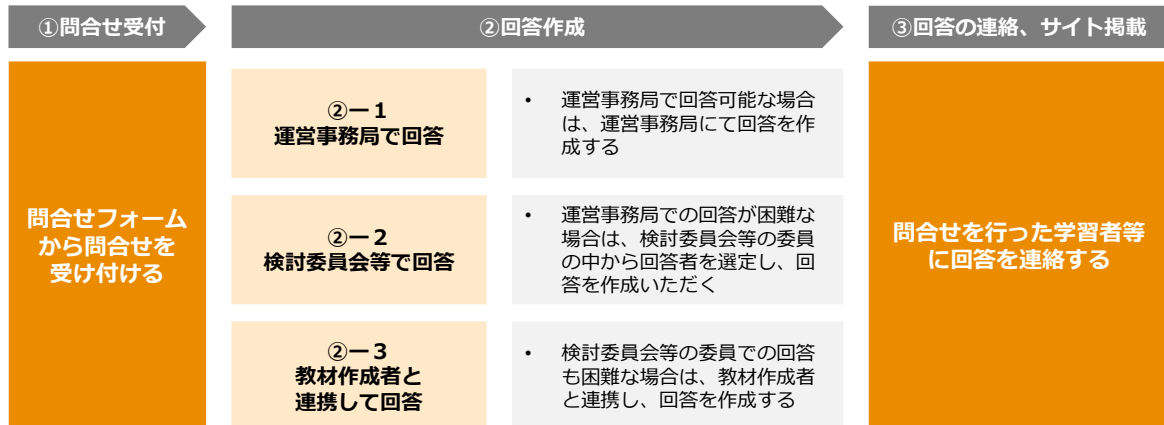 ①問合せ受付
②回答作成
③回答の連絡、サイト掲載
問合せフォーム
から問合せを
受け付ける
②ー1
運営事務局で回答
• 運営事務局で回答可能な場合
は、運営事務局にて回答を作
成する
②ー2
検討委員会等で回答
• 運営事務局での回答が困難な
場合は、検討委員会等の委員
の中から回答者を選定し、回
答を作成いただく
②ー3
教材作成者と
連携して回答
• 検討委員会等の委員での回答
も困難な場合は、教材作成者
と連携し、回答を作成する
問合せを行った学習者等
に回答を連絡する